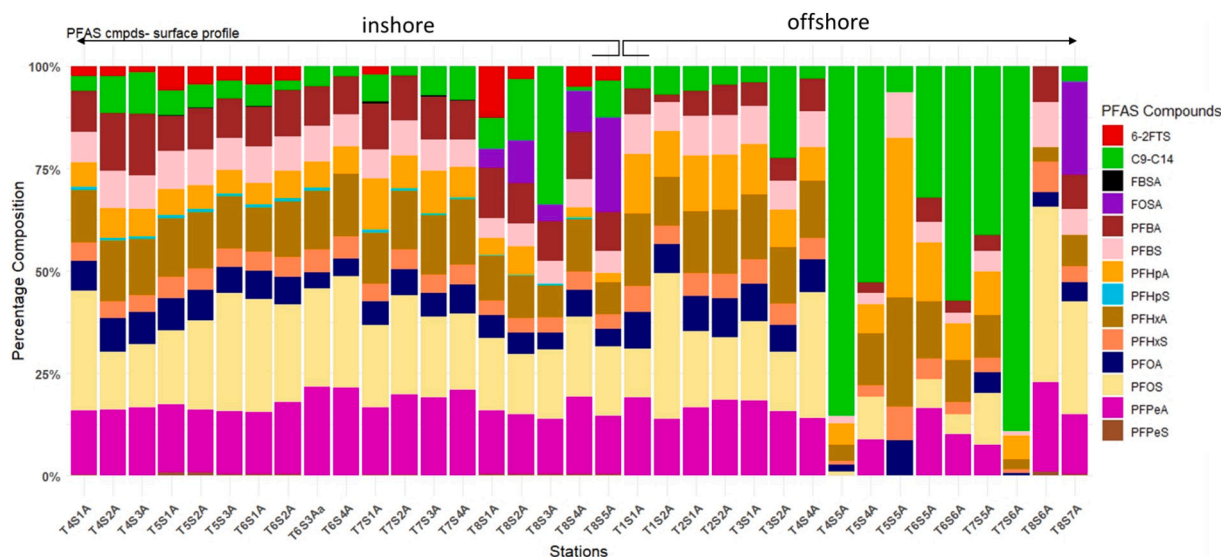 inshore
offshore
PFAS cmpds- surface profile
100%
75%
50%
25%
0%
Percentage Composition
T4S1A
T4S2A
T4S3A
T5S1A
T5S2A
T5S3A
T6S1A
T6S2A
T6S3Aa
T6S4A
T7S1A
T7S2A
T7S3A
T7S4A
T8S1A
T8S2A
T8S3A
T8S4A
T8S5A
T1S1A
T1S2A
T2S1A
T2S2A
T3S1A
T3S2A
T4S4A
T4S5A
T5S4A
T5S5A
T6S5A
T6S6A
T7S5A
T7S6A
T8S6A
T8S7A
Stations
PFAS Compounds
6-2FTS
C9-C14
FBSA
FOSA
PFBA
PFBS
PFHpA
PFHpS
PFHxA
PFHxS
PFOA
PFOS
PFPeA
PFPeS